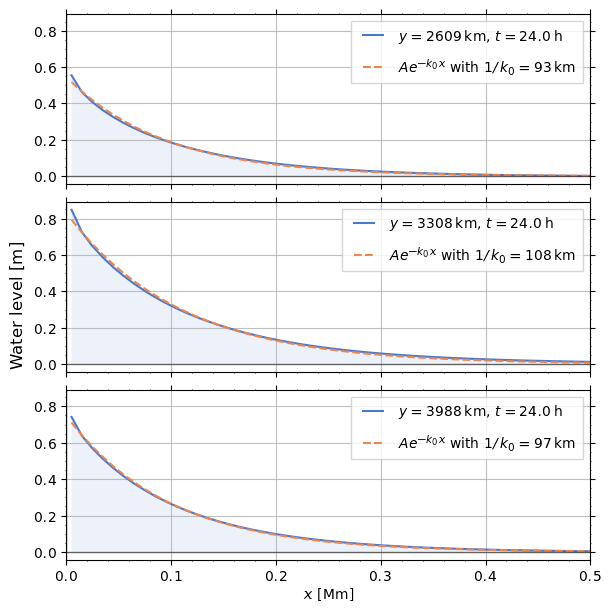 0.8
0.6
0.4
0.2
0.0
y = 2609 km, t = 24.0 h
Ae^{-k_0 x} with 1/k_0 = 93 km
0.8
0.6
0.4
0.2
0.0
y = 3308 km, t = 24.0 h
Ae^{-k_0 x} with 1/k_0 = 108 km
Water level [m]
0.8
0.6
0.4
0.2
0.0
y = 3988 km, t = 24.0 h
Ae^{-k_0 x} with 1/k_0 = 97 km
0.0 0.1 0.2 0.3 0.4 0.5
x [Mm]